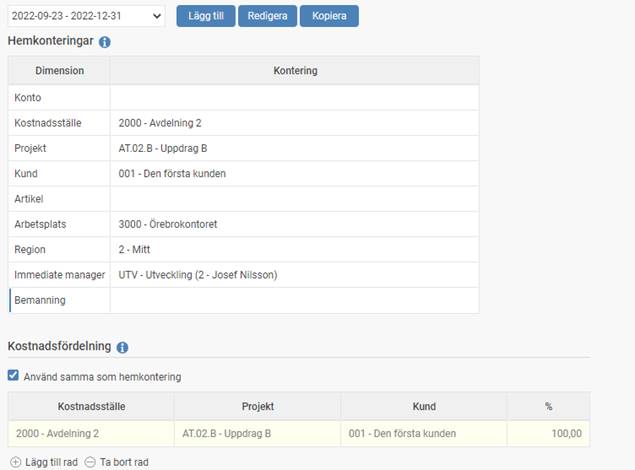 2022-09-23 - 2022-12-31 Lägg till Redigera Kopiera
Hemkonteringar
Dimension Kontering
Konto
Kostnadsställe 2000 - Avdelning 2
Projekt AT.02.B - Uppdrag B
Kund 001 - Den första kunden
Artikel
Arbetsplats 3000 - Örebrokontoret
Region 2 - Mitt
Immediate manager UTV - Utveckling (2 - Josef Nilsson)
Bemanning
Kostnadsfördelning
Använd samma som hemkontering
Kostnadsställe Projekt Kund %
2000 - Avdelning 2 AT.02.B - Uppdrag B 001 - Den första kunden 100,00
Lägg till rad Ta bort rad